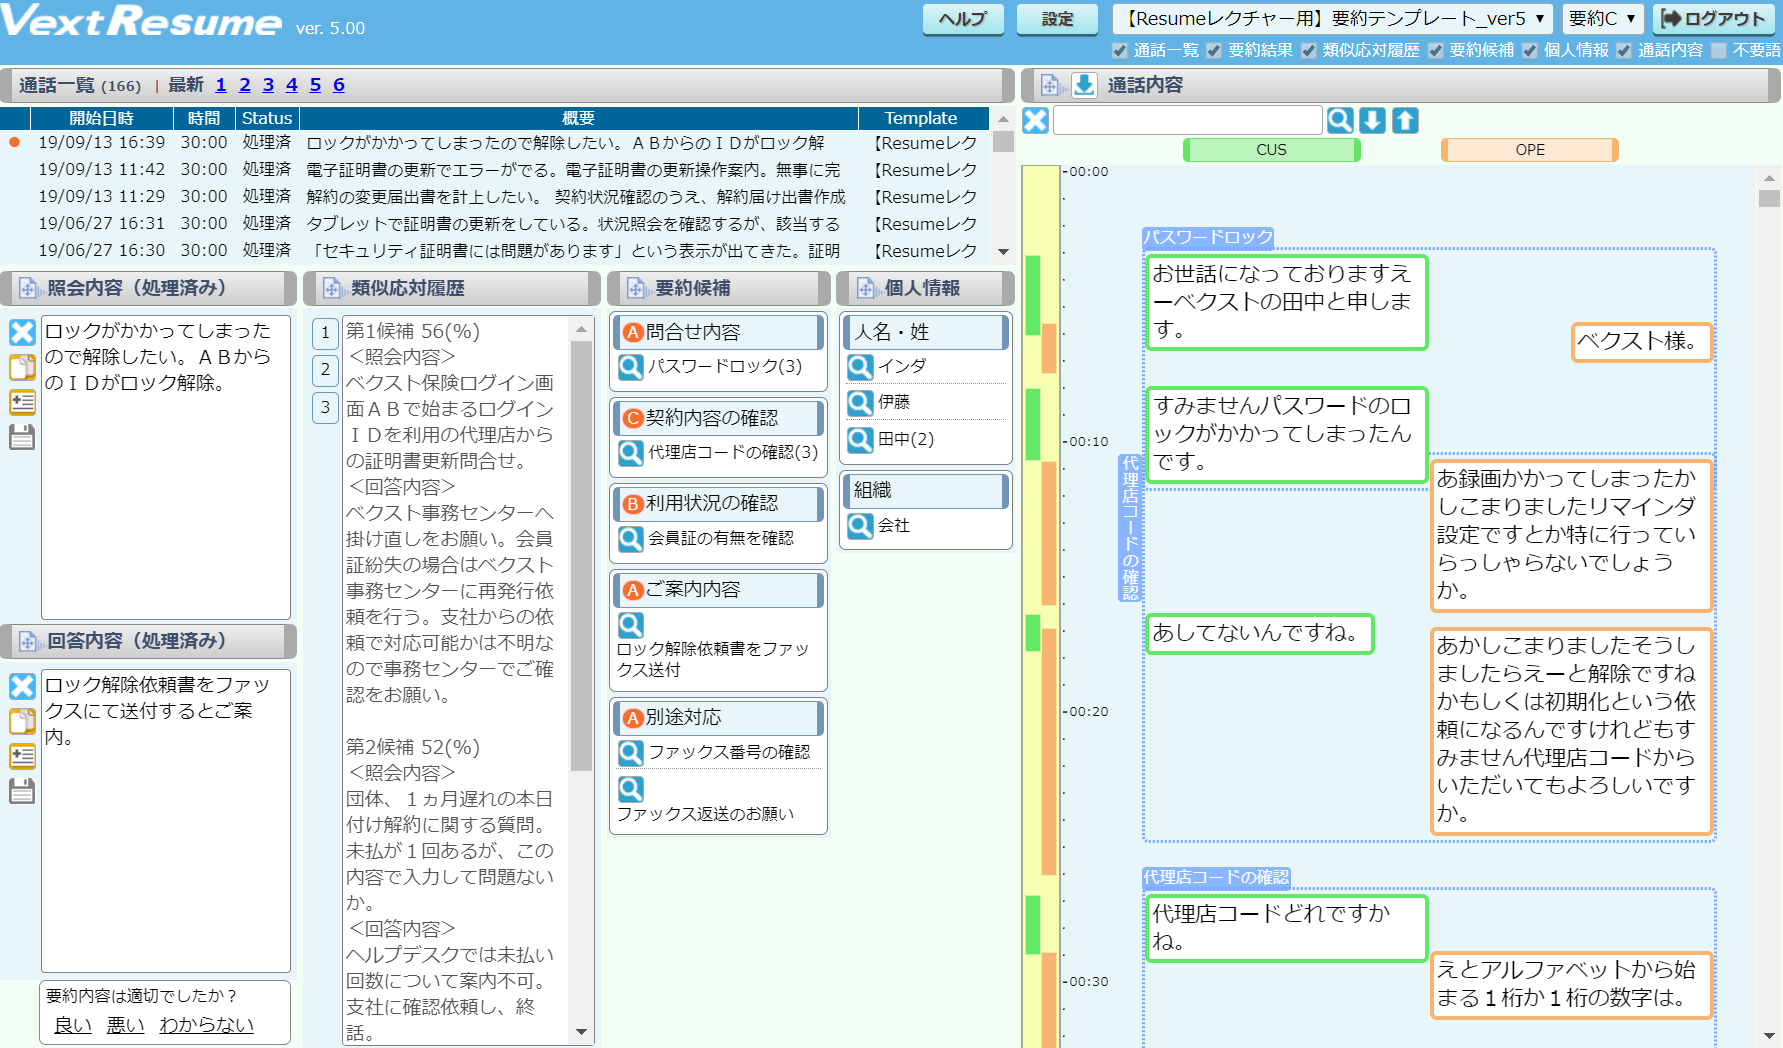 VextResume ver. 5.00
ヘルプ 設定 【Resumeレクチャー用】要約テンプレート_ver5 ▼ 要約C ▼ ログアウト
通話一覧 要約結果 類似応対履歴 要約候補 個人情報 通話内容 不要語
通話一覧 (166) | 最新 1 2 3 4 5 6
開始日時 時間 Status 概要 Template
19/09/13 16:39 30:00 処理済 ロックがかかってしまったので解除したい。ＡＢからのＩＤがロック解 【Resumeレク
19/09/13 11:42 30:00 処理済 電子証明書の更新でエラーがでる。電子証明書の更新操作案内。無事に完 【Resumeレク
19/09/13 11:29 30:00 処理済 解約の変更届出書を計上したい。 契約状況確認のうえ、解約届け出書作成 【Resumeレク
19/06/27 16:31 30:00 処理済 タブレットで証明書の更新をしている。状況照会を確認するが、該当する 【Resumeレク
19/06/27 16:30 30:00 処理済 「セキュリティ証明書には問題があります」という表示が出てきた。証明 【Resumeレク
照会内容（処理済み）
ロックがかかってしまった
ので解除したい。ＡＢから
のＩＤがロック解除。
回答内容（処理済み）
ロック解除依頼書をファッ
クスにて送付するとご案
内。
要約内容は適切でしたか？
良い 悪い わからない
類似応対履歴
1
2
3
第1候補 56(%)
＜照会内容＞
ベクスト保険ログイン画
面ＡＢで始まるログイン
ＩＤを利用の代理店から
の証明書更新問合せ。
＜回答内容＞
ベクスト事務センターへ
掛け直しをお願い。会員
証紛失の場合はベクスト
事務センターに再発行依
頼を行う。支社からの依
頼で対応可能かは不明な
ので事務センターでご確
認をお願い。
第2候補 52(%)
＜照会内容＞
団体、１ヵ月遅れの本日
付け解約に関する質問。
未払が１回あるが、この
内容で入力して問題ない
か。
＜回答内容＞
ヘルプデスクでは未払い
回数について案内不可。
支社に確認依頼し、終
話。
要約候補
A 問合せ内容
パスワードロック(3)
C 契約内容の確認
代理店コードの確認(3)
B 利用状況の確認
会員証の有無を確認
A ご案内内容
ロック解除依頼書をファッ
クス送付
A 別途対応
ファックス番号の確認
ファックス返送のお願い
個人情報
人名・姓
インダ
伊藤
田中(2)
組織
会社
通話内容
CUS OPE
00:00
パスワードロック
お世話になっておりますえ
ーベクストの田中と申しま
す。
ベクスト様。
すみませんパスワードのロ
ックがかかってしまったん
です。
00:10
代理店コードの確認
あ録画かかってしまったか
しこまりましたリマインダ
設定ですとか特に行ってい
らっしゃらないでしょう
か。
あしてないんですね。
あかしこまりましたそうし
ましたらえーと解除ですね
かもしくは初期化という依
頼になるんですけれどもす
みません代理店コードから
いただいてもよろしいです
か。
00:20
代理店コードの確認
代理店コードどれですか
ね。
えとアルファベットから始
まる１桁か１桁の数字は。
00:30